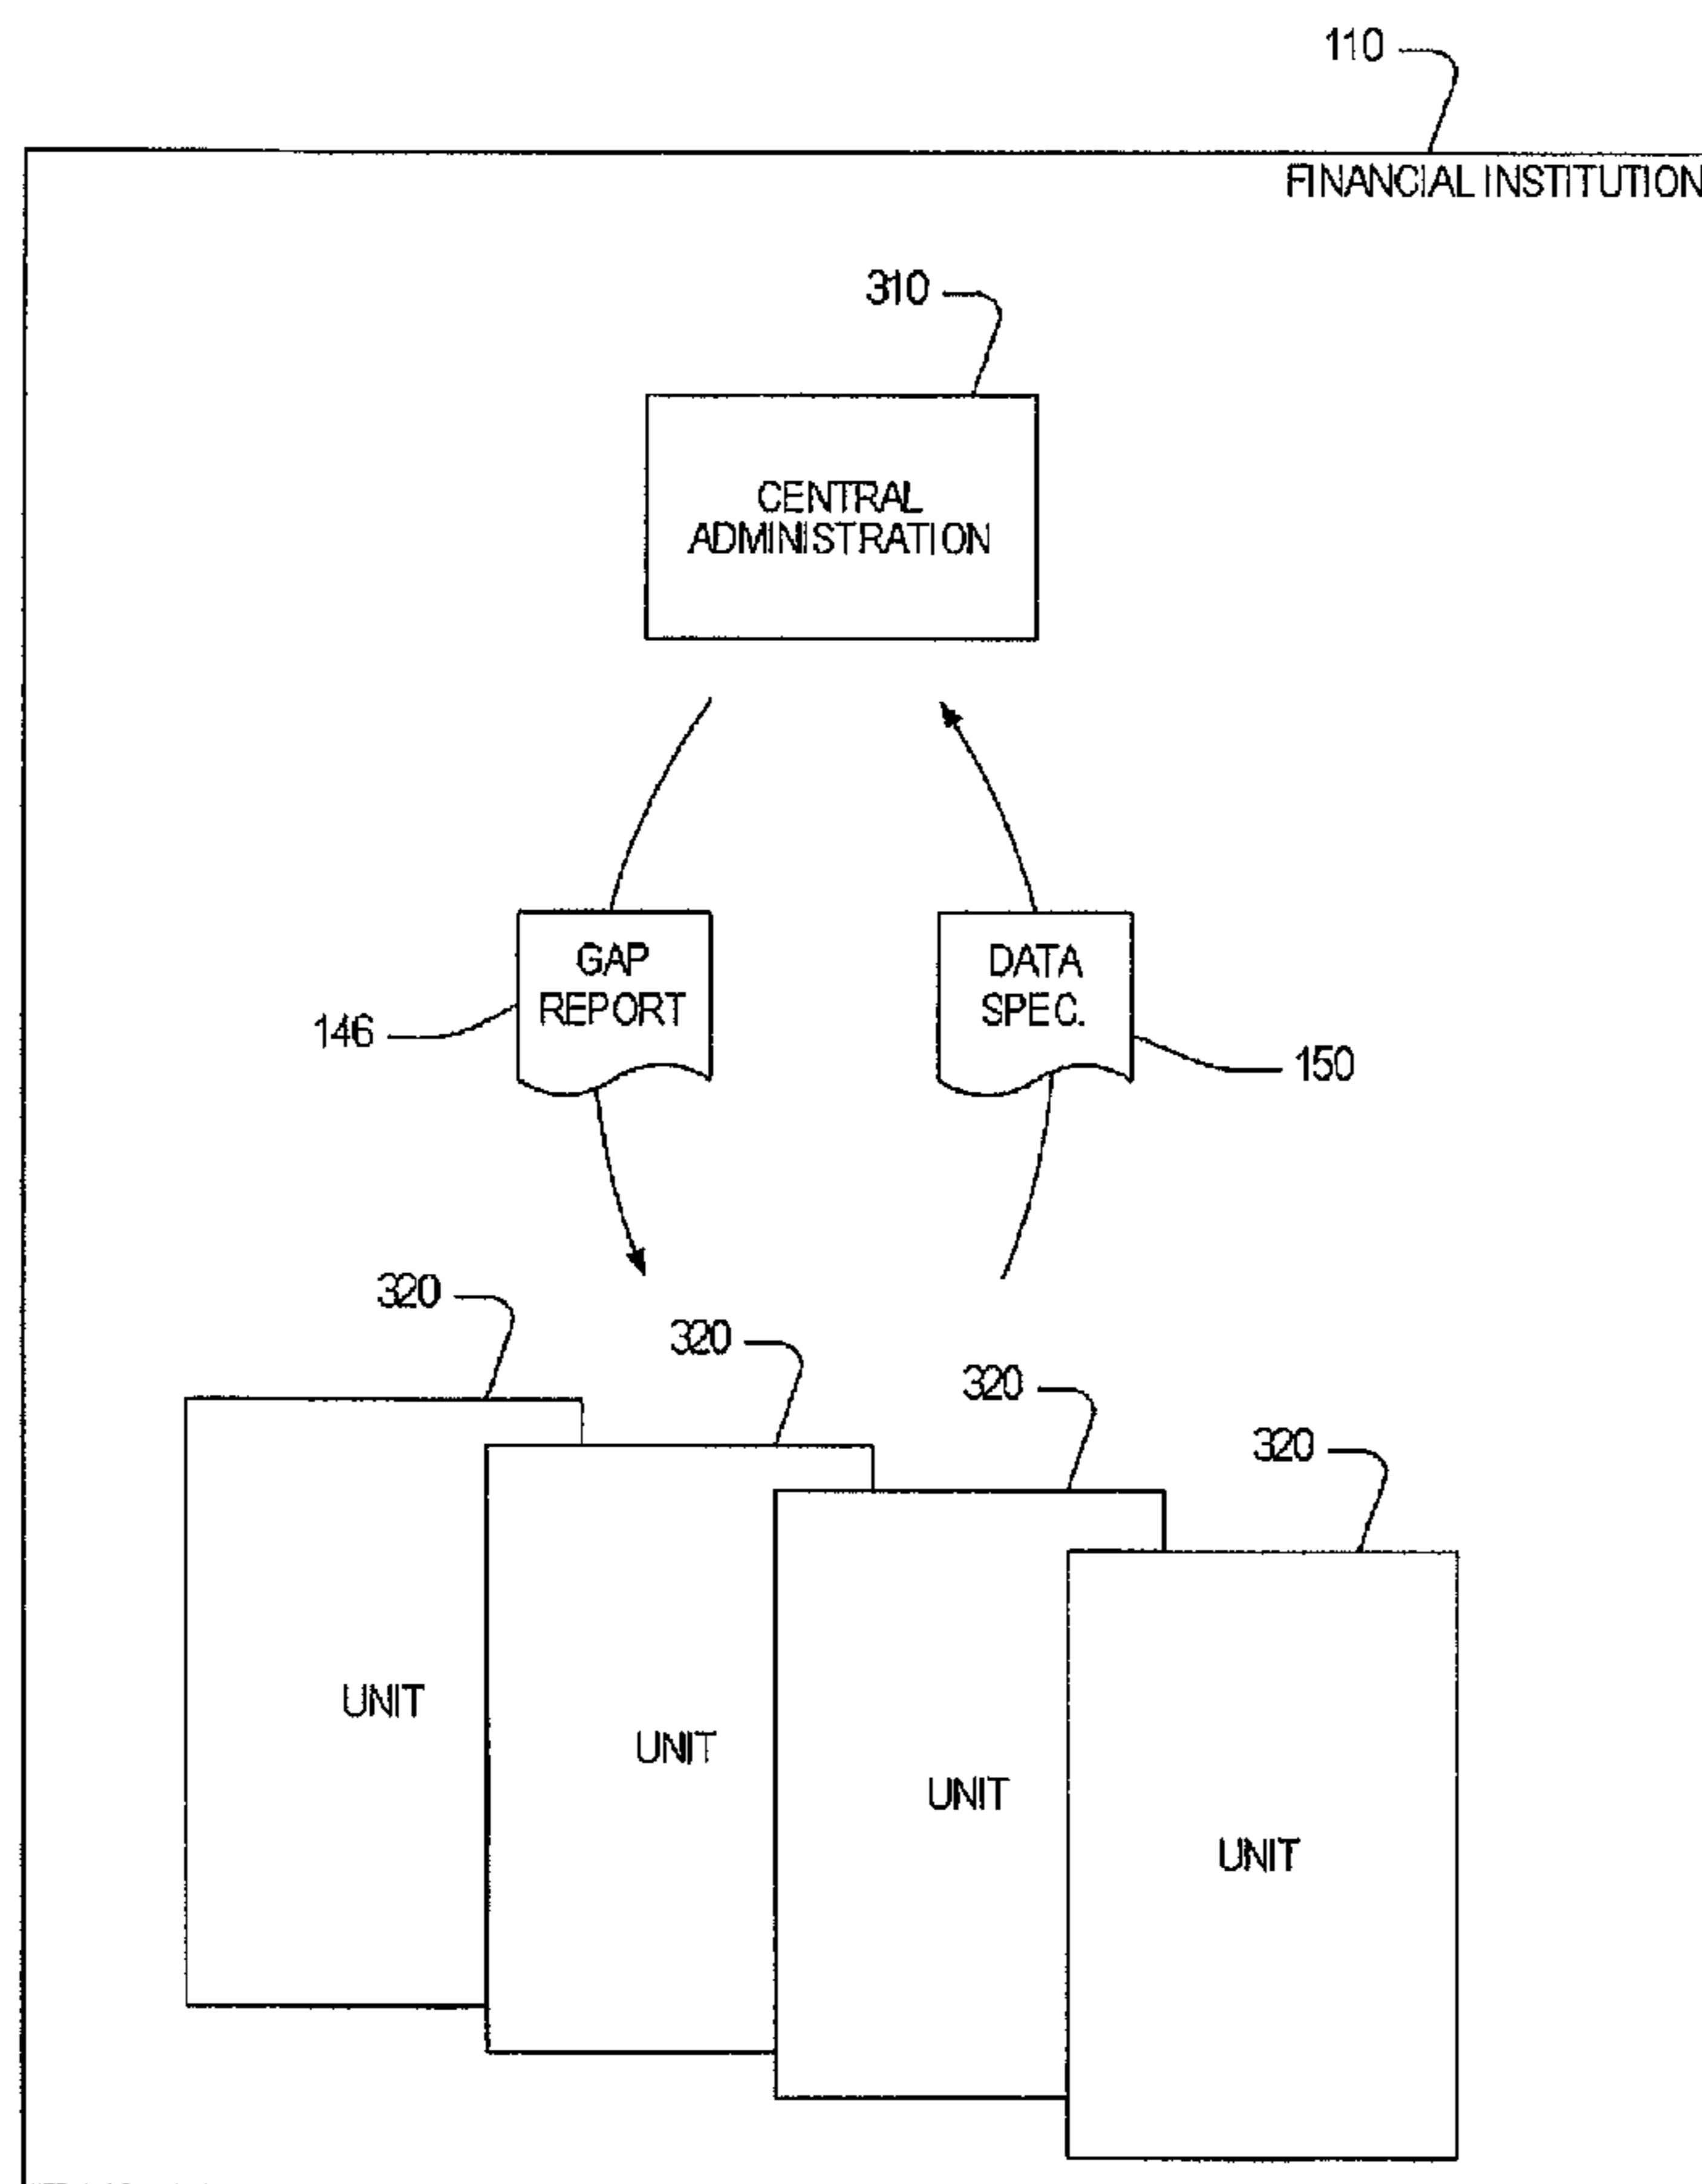 110
FINANCIAL INSTITUTION
310
CENTRAL
ADMINISTRATION
GAP
REPORT
146
DATA
SPEC.
150
320
320
320
320
UNIT
UNIT
UNIT
UNIT